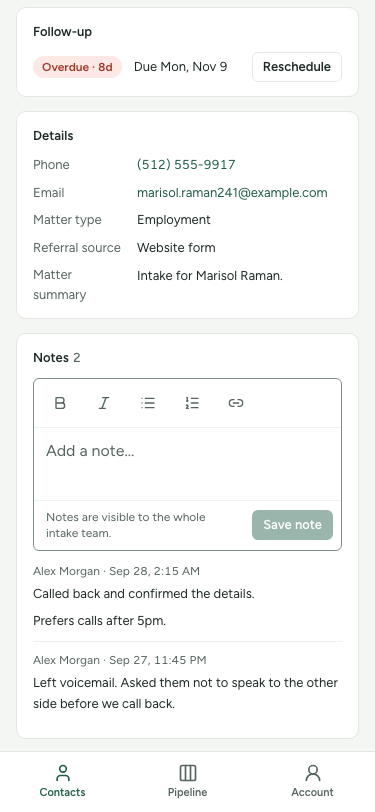 Follow-up
Overdue · 8d
Due Mon, Nov 9
Reschedule
Details
Phone
(512) 555-9917
Email
marisol.raman241@example.com
Matter type
Employment
Referral source
Website form
Matter
summary
Intake for Marisol Raman.
Notes 2
Add a note...
Notes are visible to the whole
intake team.
Save note
Alex Morgan · Sep 28, 2:15 AM
Called back and confirmed the details.
Prefers calls after 5pm.
Alex Morgan · Sep 27, 11:45 PM
Left voicemail. Asked them not to speak to the other
side before we call back.
Contacts
Pipeline
Account